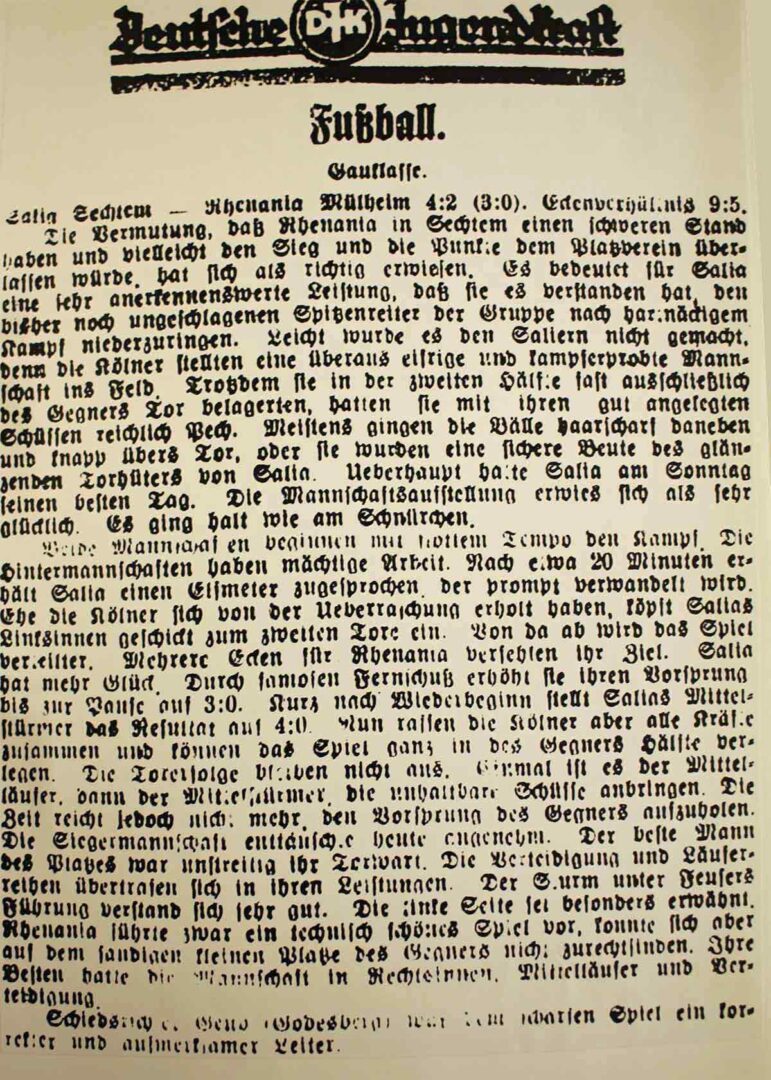 Deutsche DJK Jugendkraft
Fußball.
Gauklasse.
Salia Sechtem — Rhenania Mülheim 4:2 (3:0). Eckenverhältnis 9:5.
Die Vermutung, daß Rhenania in Sechtem einen schweren Stand
haben und vielleicht den Sieg und die Punkte dem Platzverein über-
lassen würde, hat sich als richtig erwiesen. Es bedeutet für Salia
eine sehr anerkennenswerte Leistung, daß sie es verstanden hat, den
bisher noch ungeschlagenen Spitzenreiter der Gruppe nach hartnäckigem
Kampf niederzuringen. Leicht wurde es den Saliern nicht gemacht,
denn die Kölner stellten eine überaus eifrige und kampferprobte Mann-
schaft ins Feld. Trotzdem sie in der zweiten Hälfte fast ausschließlich
des Gegners Tor belagerten, hatten sie mit ihren gut angelegten
Schüssen reichlich Pech. Meistens gingen die Bälle haarscharf daneben
und knapp übers Tor, oder sie wurden eine sichere Beute des glän-
zenden Torhüters von Salia. Ueberhaupt hatte Salia am Sonntag
seinen besten Tag. Die Mannschaftsaufstellung erwies sich als sehr
glücklich. Es ging halt wie am Schnürchen.
Beide Mannschaften beginnen mit flottem Tempo den Kampf. Die
Hintermannschaften haben mächtige Arbeit. Nach etwa 20 Minuten er-
hält Salia einen Elfmeter zugesprochen, der prompt verwandelt wird.
Ehe die Kölner sich von der Ueberraschung erholt haben, köpft Salias
Linksinnen geschickt zum zweiten Tore ein. Von da ab wird das Spiel
verteilter. Mehrere Ecken für Rhenania verfehlen ihr Ziel. Salia
hat mehr Glück. Durch famosen Fernschuß erhöht sie ihren Vorsprung
bis zur Pause auf 3:0. Kurz nach Wiederbeginn stellt Salias Mittel-
stürmer das Resultat auf 4:0. Nun raffen die Kölner aber alle Kräfte
zusammen und können das Spiel ganz in des Gegners Hälfte ver-
legen. Die Torerfolge bleiben nicht aus. Einmal ist es der Mittel-
läufer, dann der Mittelstürmer, die unhaltbare Schüsse anbringen. Die
Zeit reicht jedoch nicht mehr, den Vorsprung des Gegners aufzuholen.
Die Siegermannschaft enttäuschte heute angenehm. Der beste Mann
des Platzes war unstreitig ihr Torwart. Die Verteidigung und Läufer-
reihen übertrafen sich in ihren Leistungen. Der Sturm unter Feusers
Führung verstand sich sehr gut. Die linke Seite sei besonders erwähnt.
Rhenania führte zwar ein technisch schönes Spiel vor, konnte sich aber
auf dem sandigen kleinen Platze des Gegners nicht zurechtfinden. Ihre
Besten hatte die Mannschaft in Rechtsinnen, Mittelläufer und Ver-
teidigung.
Schiedsrichter (Godesberg) war dem scharfen Spiel ein kor-
rekter und aufmerksamer Leiter.